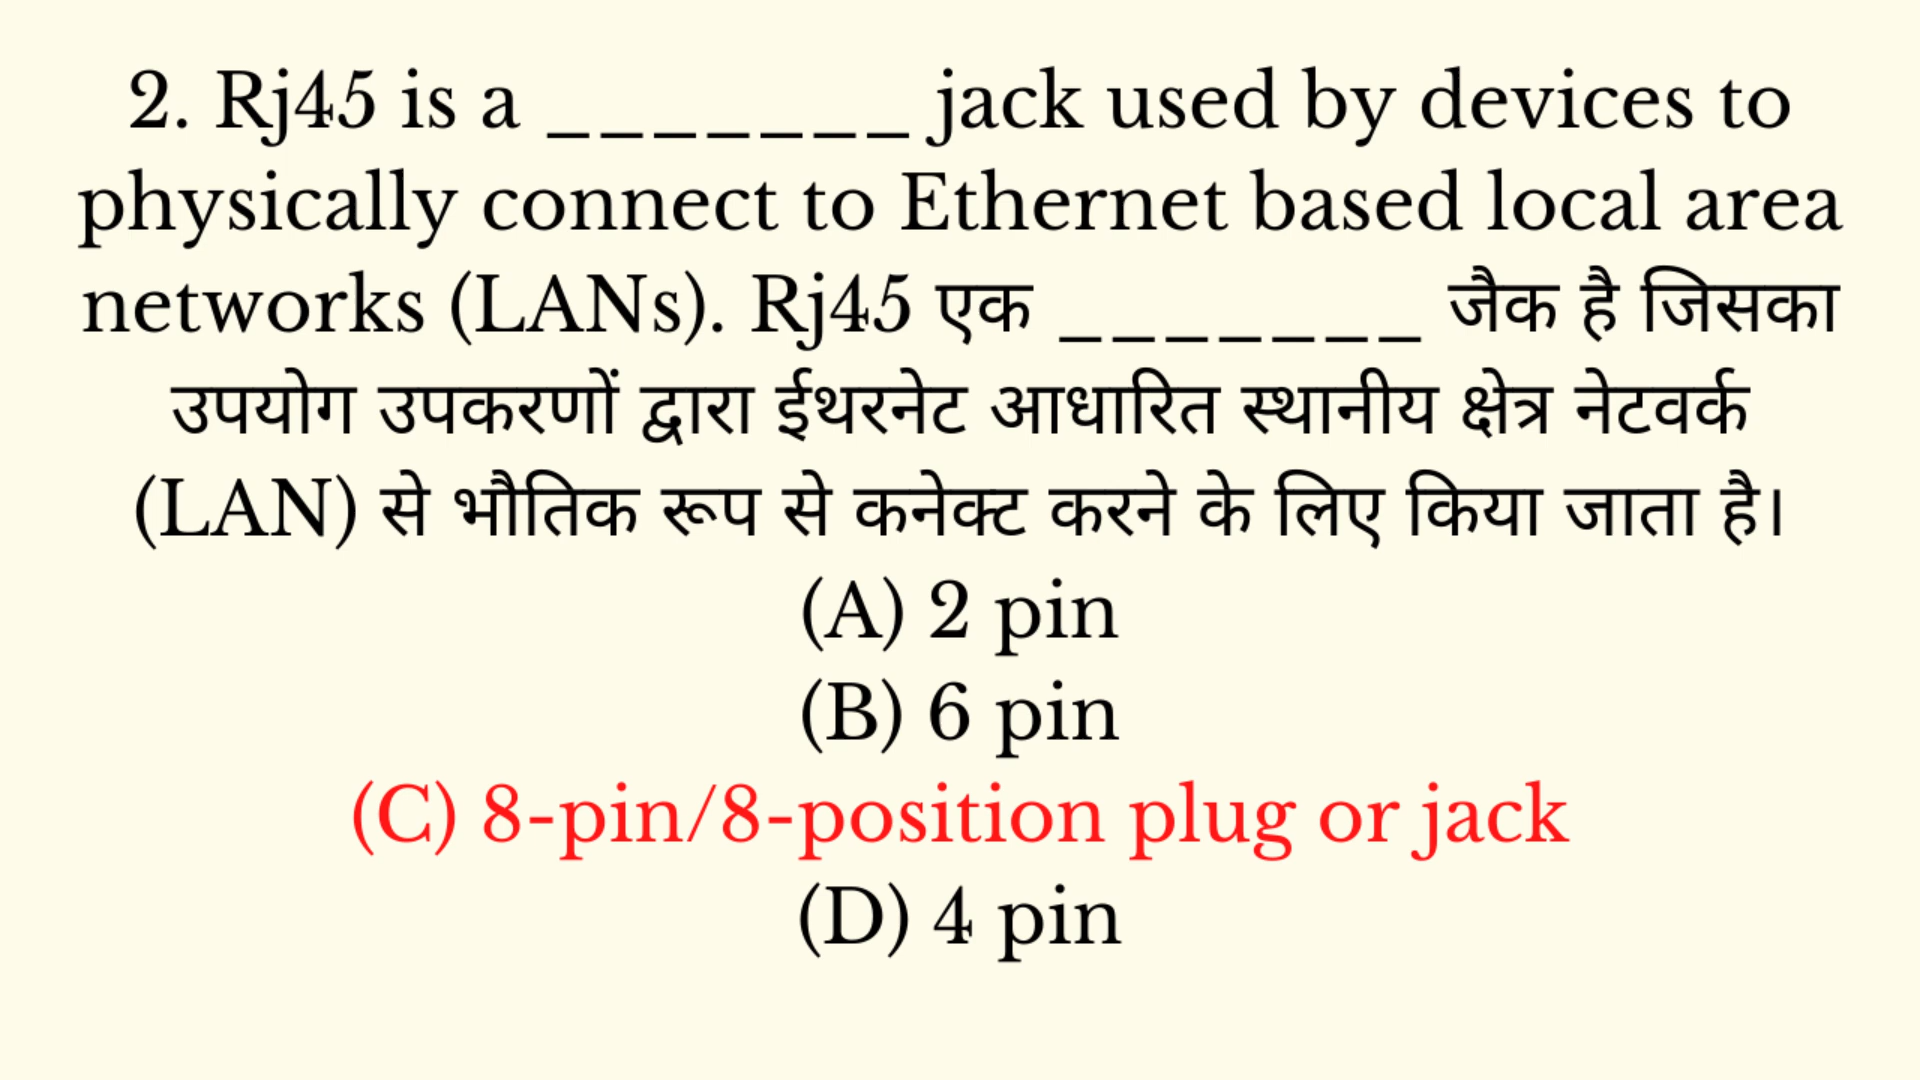 2. Rj45 is a _______ jack used by devices to
physically connect to Ethernet based local area
networks (LANs). Rj45 एक _______ जैक है जिसका
उपयोग उपकरणों द्वारा ईथरनेट आधारित स्थानीय क्षेत्र नेटवर्क
(LAN) से भौतिक रूप से कनेक्ट करने के लिए किया जाता है।
(A) 2 pin
(B) 6 pin
(C) 8-pin/8-position plug or jack
(D) 4 pin